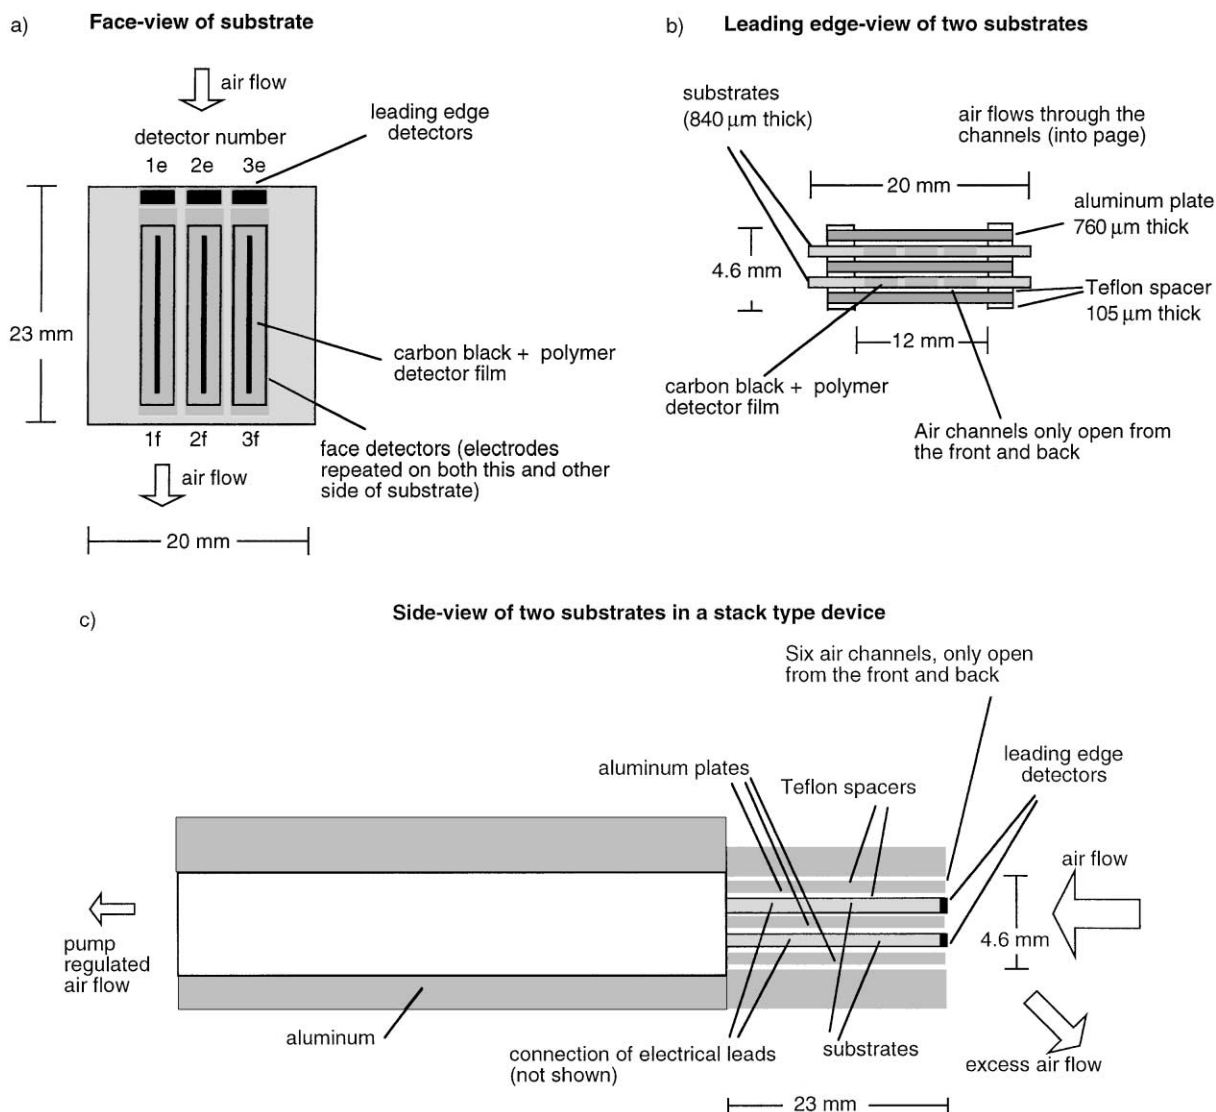 a)
Face-view of substrate
air flow
leading edge
detectors
detector number
1e 2e 3e
23 mm
carbon black + polymer
detector film
1f 2f 3f
face detectors (electrodes
repeated on both this and other
side of substrate)
air flow
20 mm
b)
Leading edge-view of two substrates
substrates
(840 µm thick)
air flows through the
channels (into page)
20 mm
aluminum plate
760 µm thick
4.6 mm
Teflon spacer
105 µm thick
12 mm
carbon black + polymer
detector film
Air channels only open from
the front and back
c)
Side-view of two substrates in a stack type device
Six air channels, only open
from the front and back
leading edge
detectors
aluminum plates
Teflon spacers
air flow
4.6 mm
pump
regulated
air flow
aluminum
connection of electrical leads
(not shown)
substrates
excess air flow
23 mm